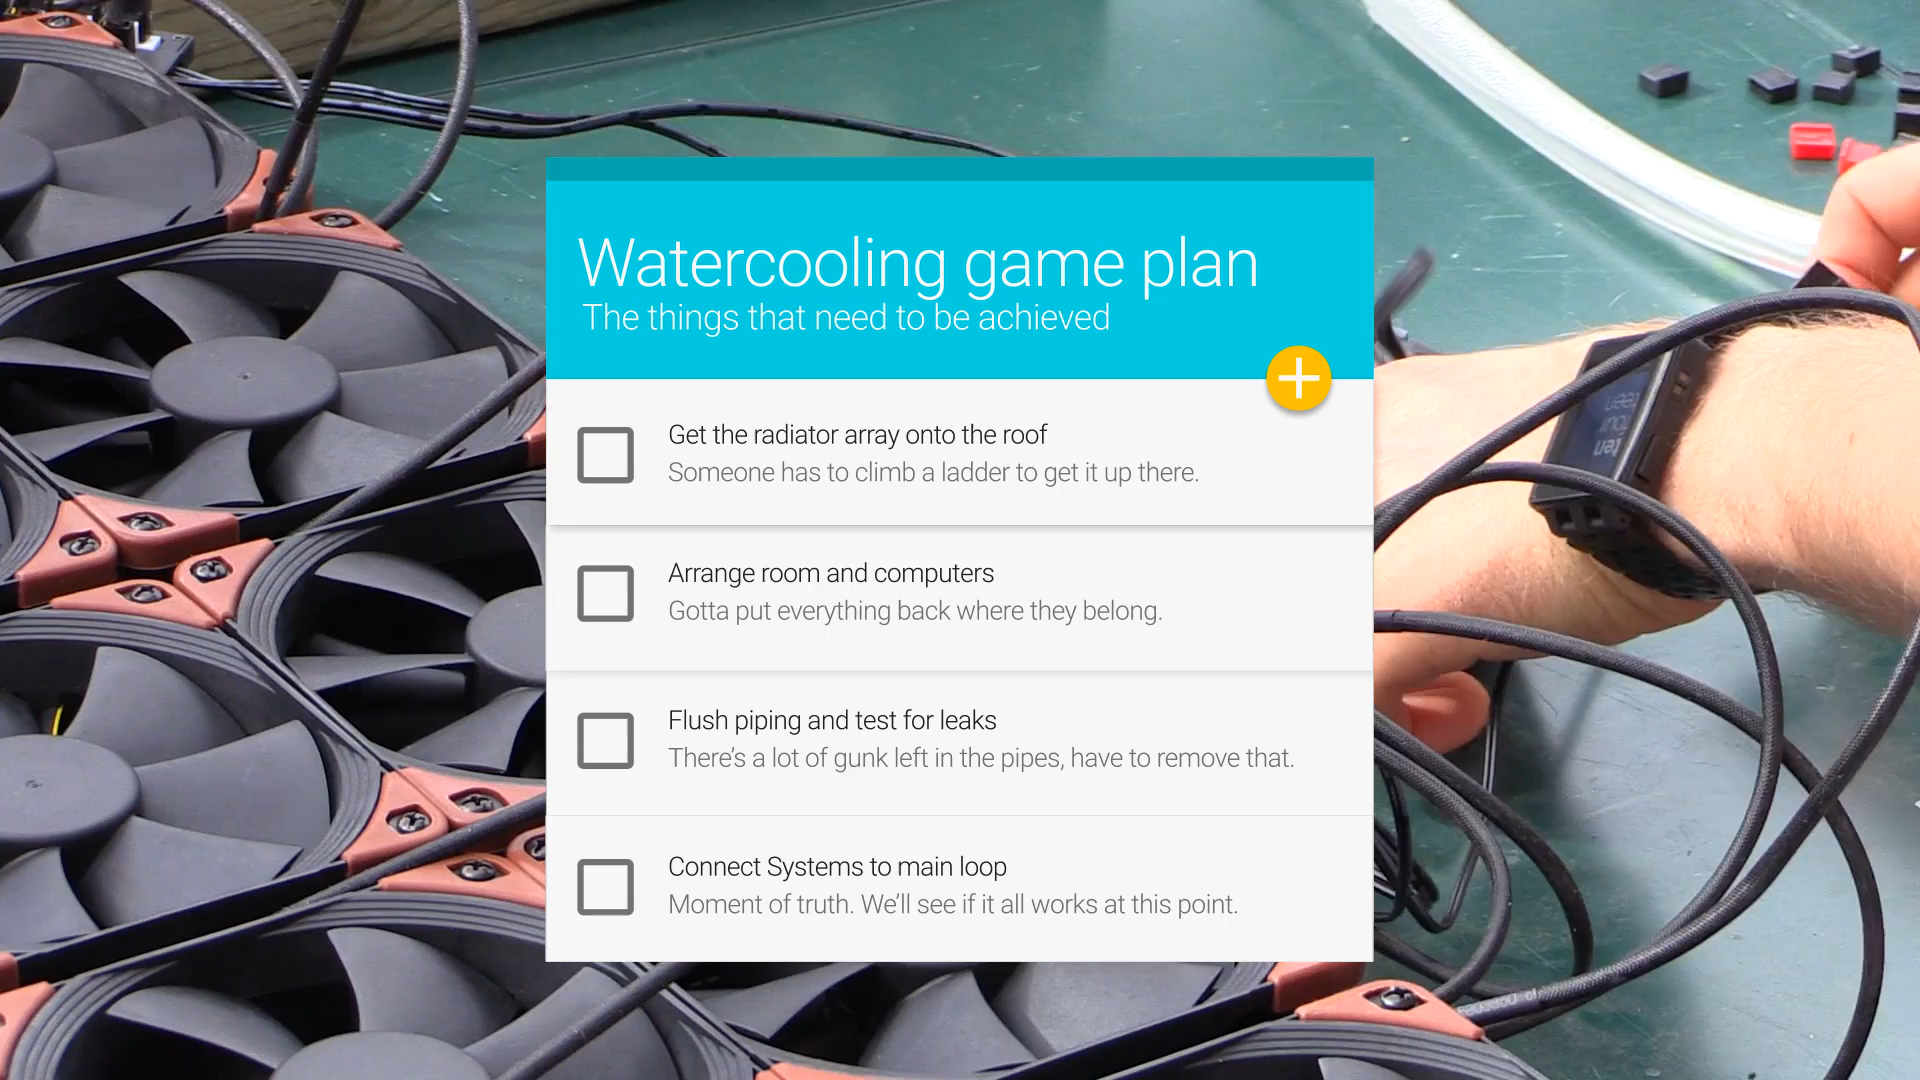 Watercooling game plan
The things that need to be achieved
Get the radiator array onto the roof
Someone has to climb a ladder to get it up there.
Arrange room and computers
Gotta put everything back where they belong.
Flush piping and test for leaks
There's a lot of gunk left in the pipes, have to remove that.
Connect Systems to main loop
Moment of truth. We'll see if it all works at this point.
ten
four
teen